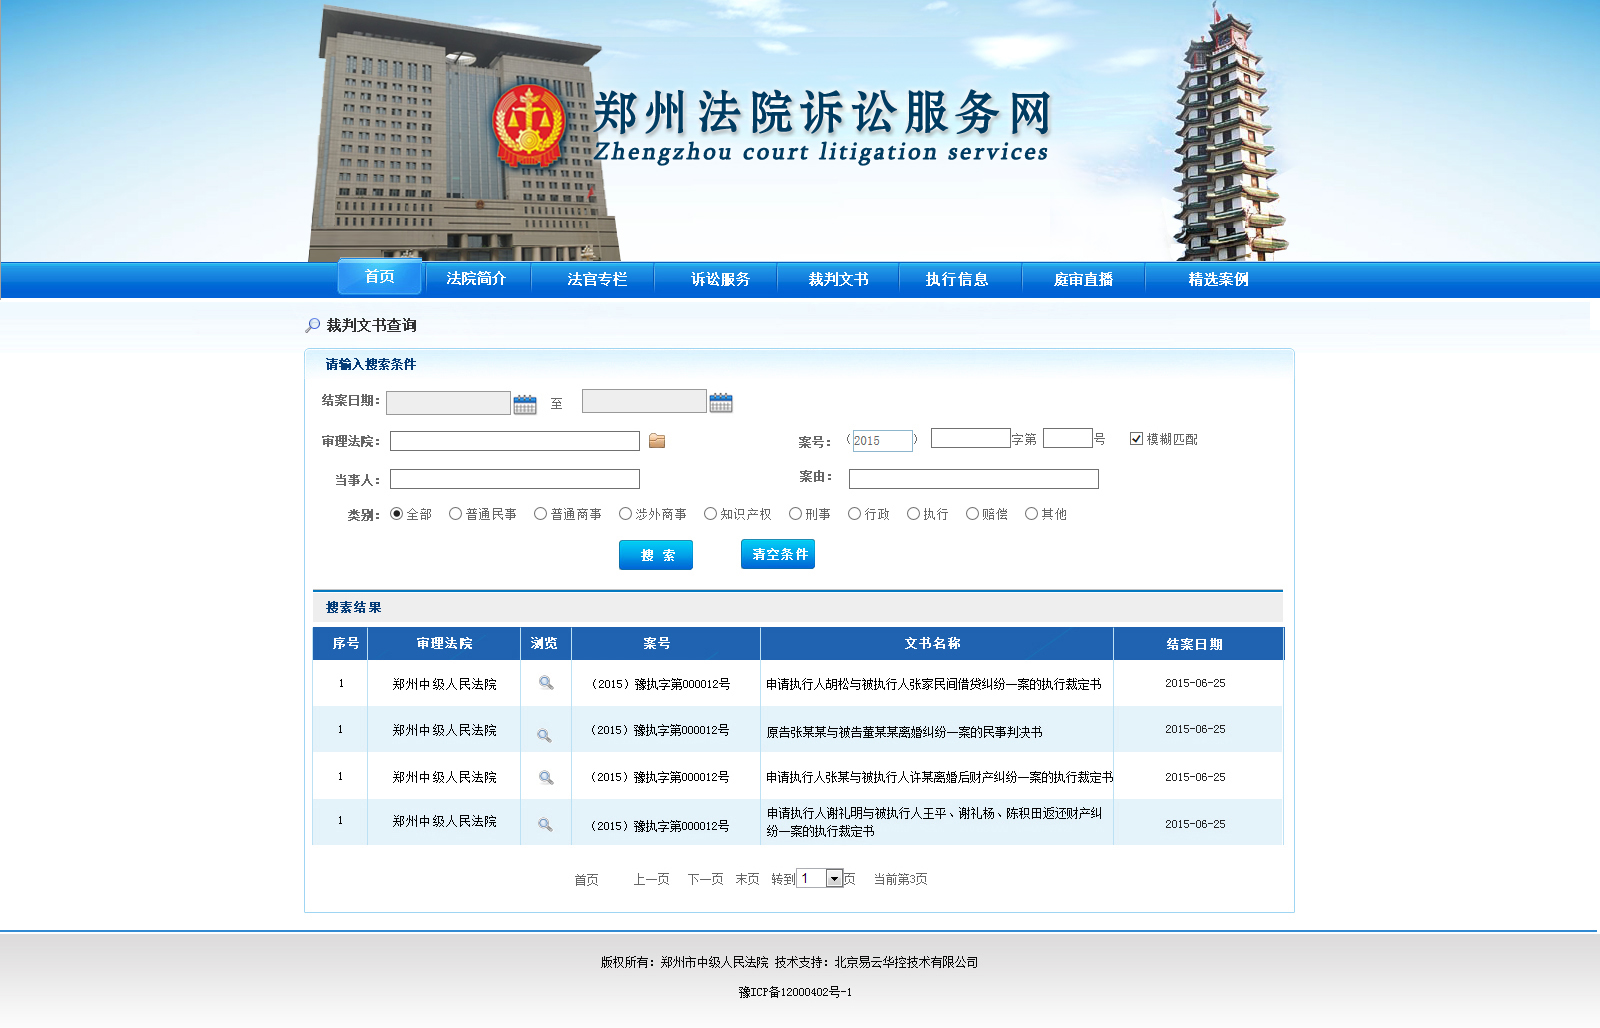 郑州法院诉讼服务网
Zhengzhou court litigation services
首页 法院简介 法官专栏 诉讼服务 裁判文书 执行信息 庭审直播 精选案例
裁判文书查询
请输入搜索条件
结案日期： 至
审理法院： 案号：（2015） 字第 号 模糊匹配
当事人： 案由：
类别： 全部 普通民事 普通商事 涉外商事 知识产权 刑事 行政 执行 赔偿 其他
搜 索 清空条件
搜索结果
序号 审理法院 浏览 案号 文书名称 结案日期
1 郑州中级人民法院 （2015）豫执字第000012号 申请执行人胡松与被执行人张家民间借贷纠纷一案的执行裁定书 2015-06-25
1 郑州中级人民法院 （2015）豫执字第000012号 原告张某某与被告董某某离婚纠纷一案的民事判决书 2015-06-25
1 郑州中级人民法院 （2015）豫执字第000012号 申请执行人张某与被执行人许某离婚后财产纠纷一案的执行裁定书 2015-06-25
1 郑州中级人民法院 （2015）豫执字第000012号 申请执行人谢礼明与被执行人王平、谢礼杨、陈积田返还财产纠 2015-06-25
纷一案的执行裁定书
首页 上一页 下一页 末页 转到 1 页 当前第3页
版权所有：郑州市中级人民法院 技术支持：北京易云华控技术有限公司
豫ICP备12000402号-1